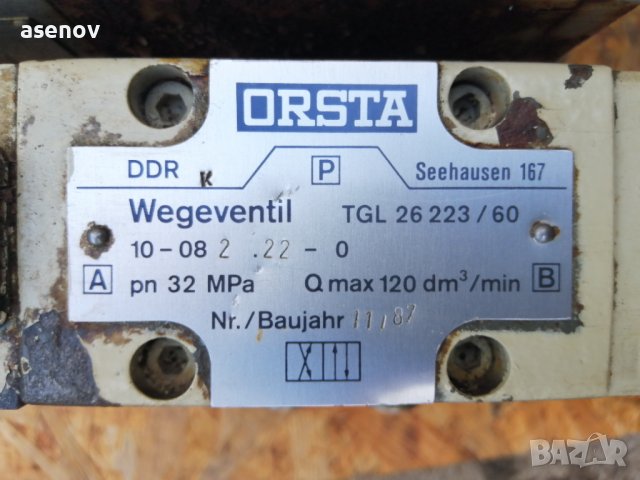 asenov
ORSTA
DDR K P Seehausen 167
Wegeventil TGL 26 223/60
10-08 2 .22 - 0
A pn 32 MPa Q max 120 dm³/min B
Nr./Baujahr 11/87
bazar.bg